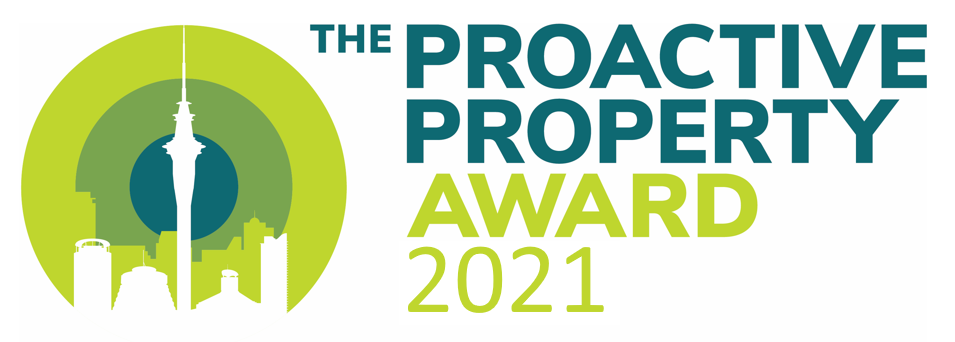 THE PROACTIVE
PROPERTY
AWARD
2021